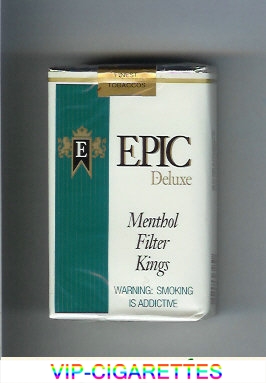 FINEST
TOBACCOS
E
EPIC
Deluxe
Menthol
Filter
Kings
WARNING: SMOKING
IS ADDICTIVE
VIP-CIGARETTES